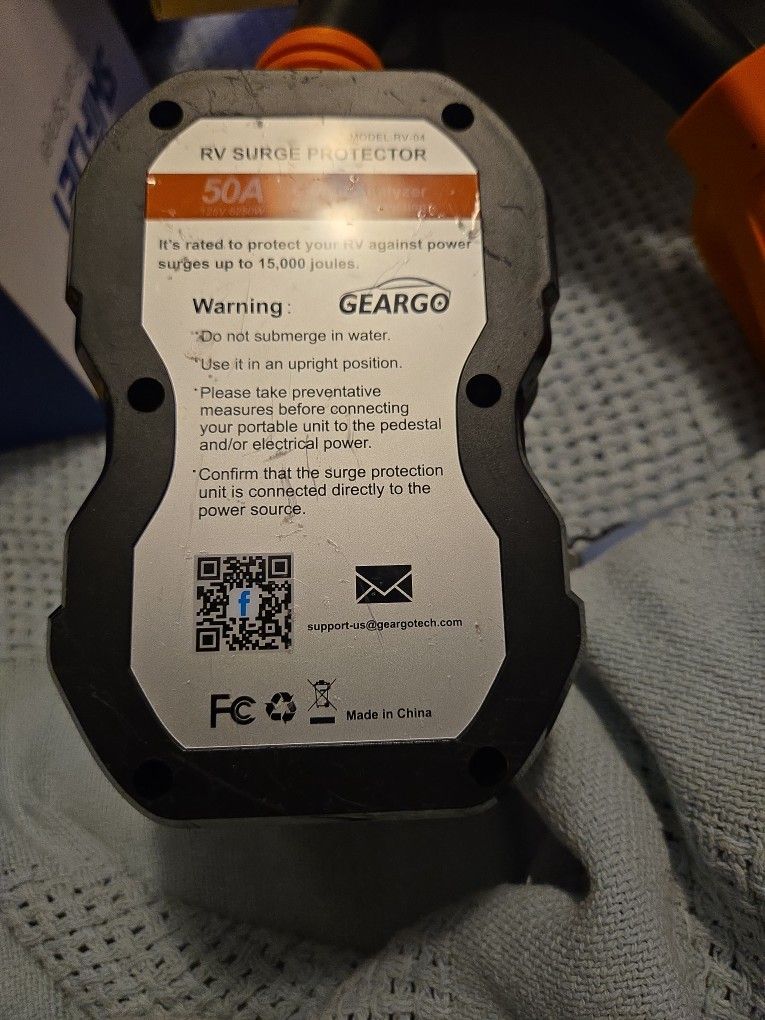 MODEL RV-04
RV SURGE PROTECTOR
50A
It's rated to protect your RV against power
surges up to 15,000 joules.
Warning:
GEARGO
*Do not submerge in water.
*Use it in an upright position.
*Please take preventative
measures before connecting
your portable unit to the pedestal
and/or electrical power.
*Confirm that the surge protection
unit is connected directly to the
power source.
f
support-us@geargotech.com
FC
Made in China